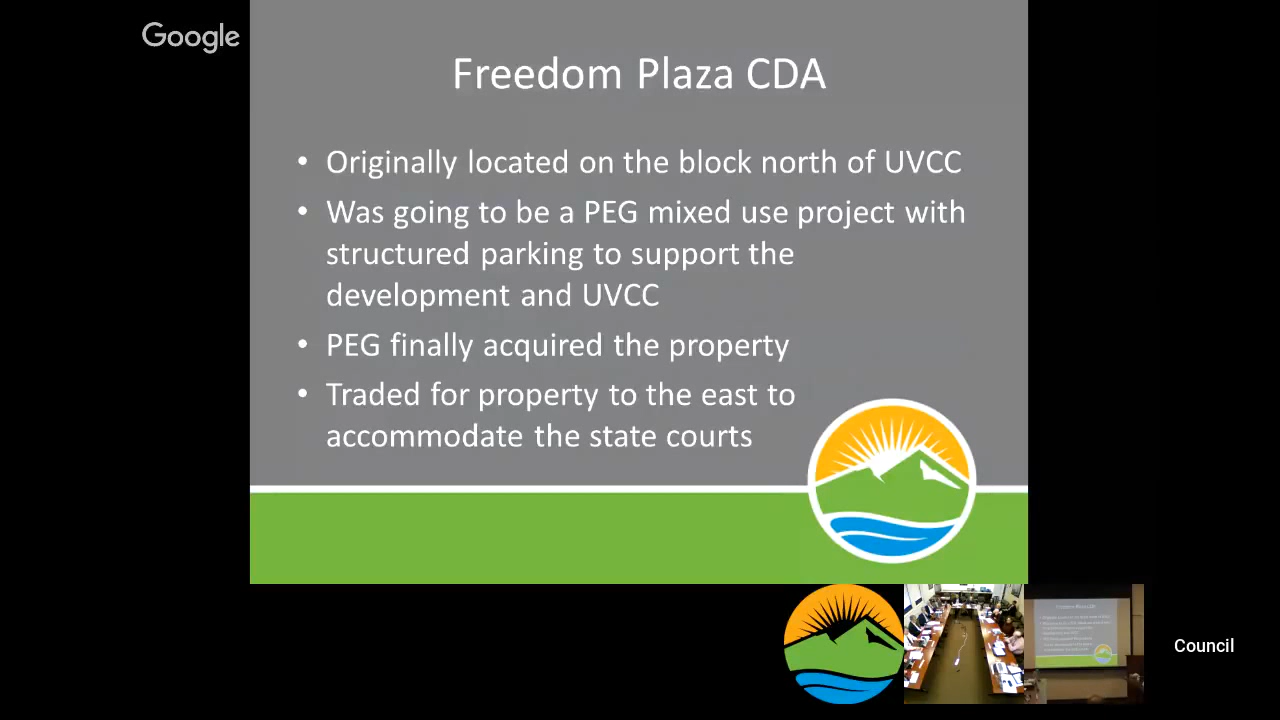 Google
Freedom Plaza CDA
• Originally located on the block north of UVCC
• Was going to be a PEG mixed use project with
structured parking to support the
development and UVCC
• PEG finally acquired the property
• Traded for property to the east to
accommodate the state courts
Council